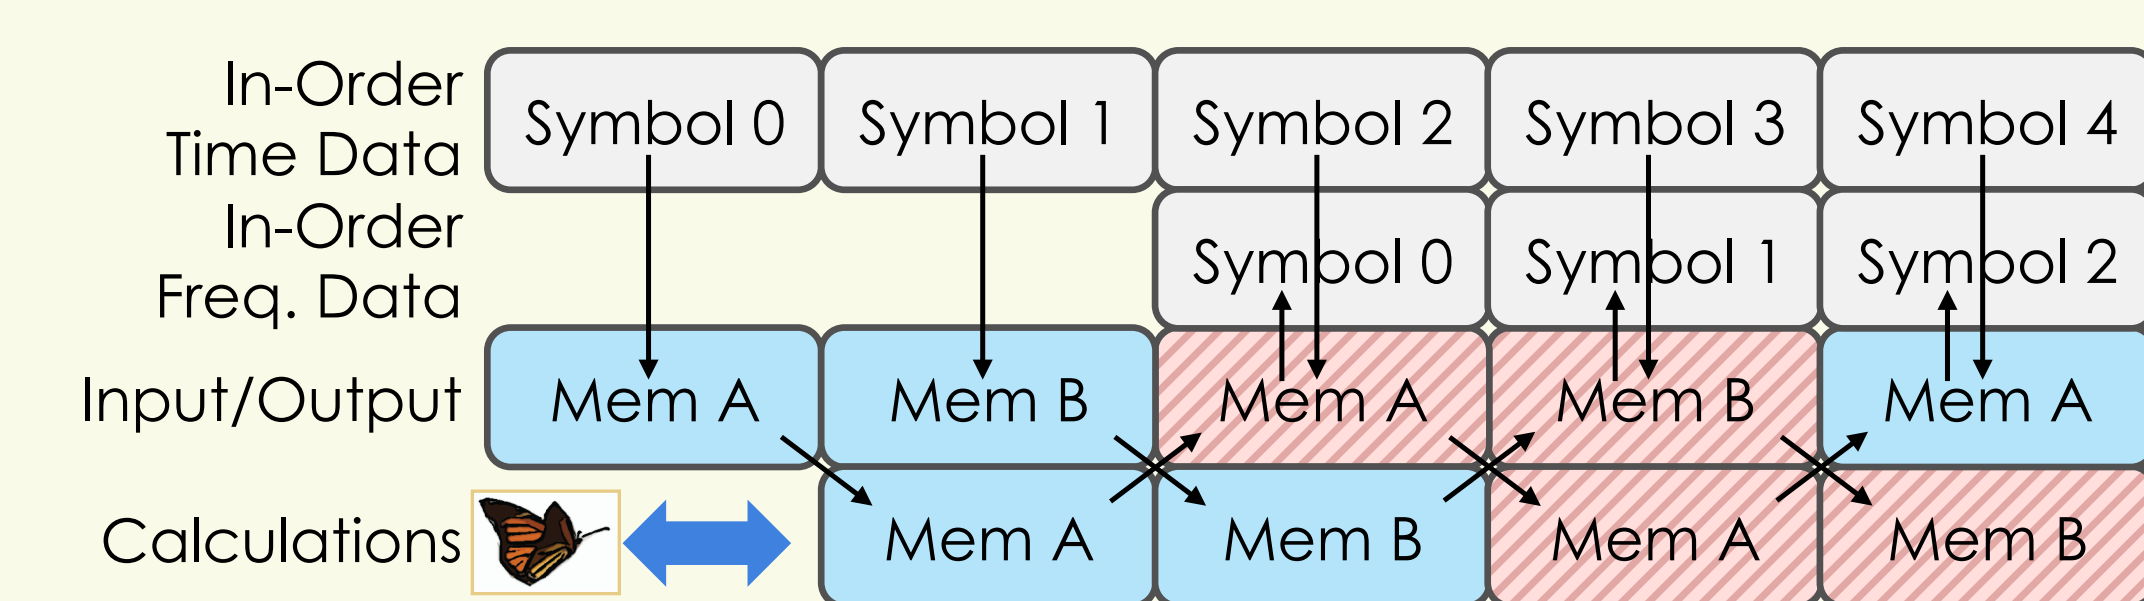 In-Order
Time Data
Symbol 0 Symbol 1 Symbol 2 Symbol 3 Symbol 4
In-Order
Freq. Data
Symbol 0 Symbol 1 Symbol 2
Input/Output Mem A Mem B Mem A Mem B Mem A
Calculations Mem A Mem B Mem A Mem B